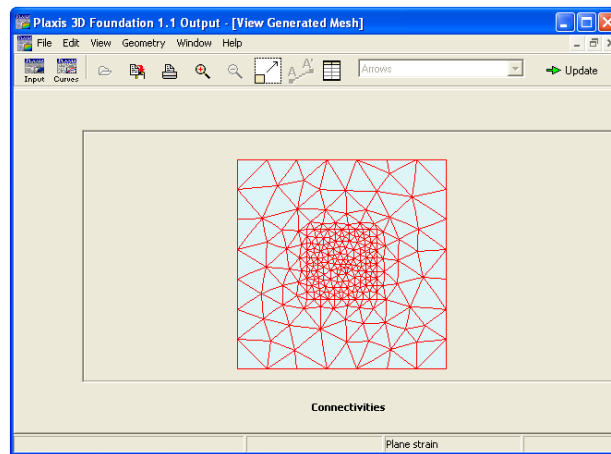 Plaxis 3D Foundation 1.1 Output - [View Generated Mesh]
File Edit View Geometry Window Help
Input Curves A A' Arrows Update
Connectivities
Plane strain